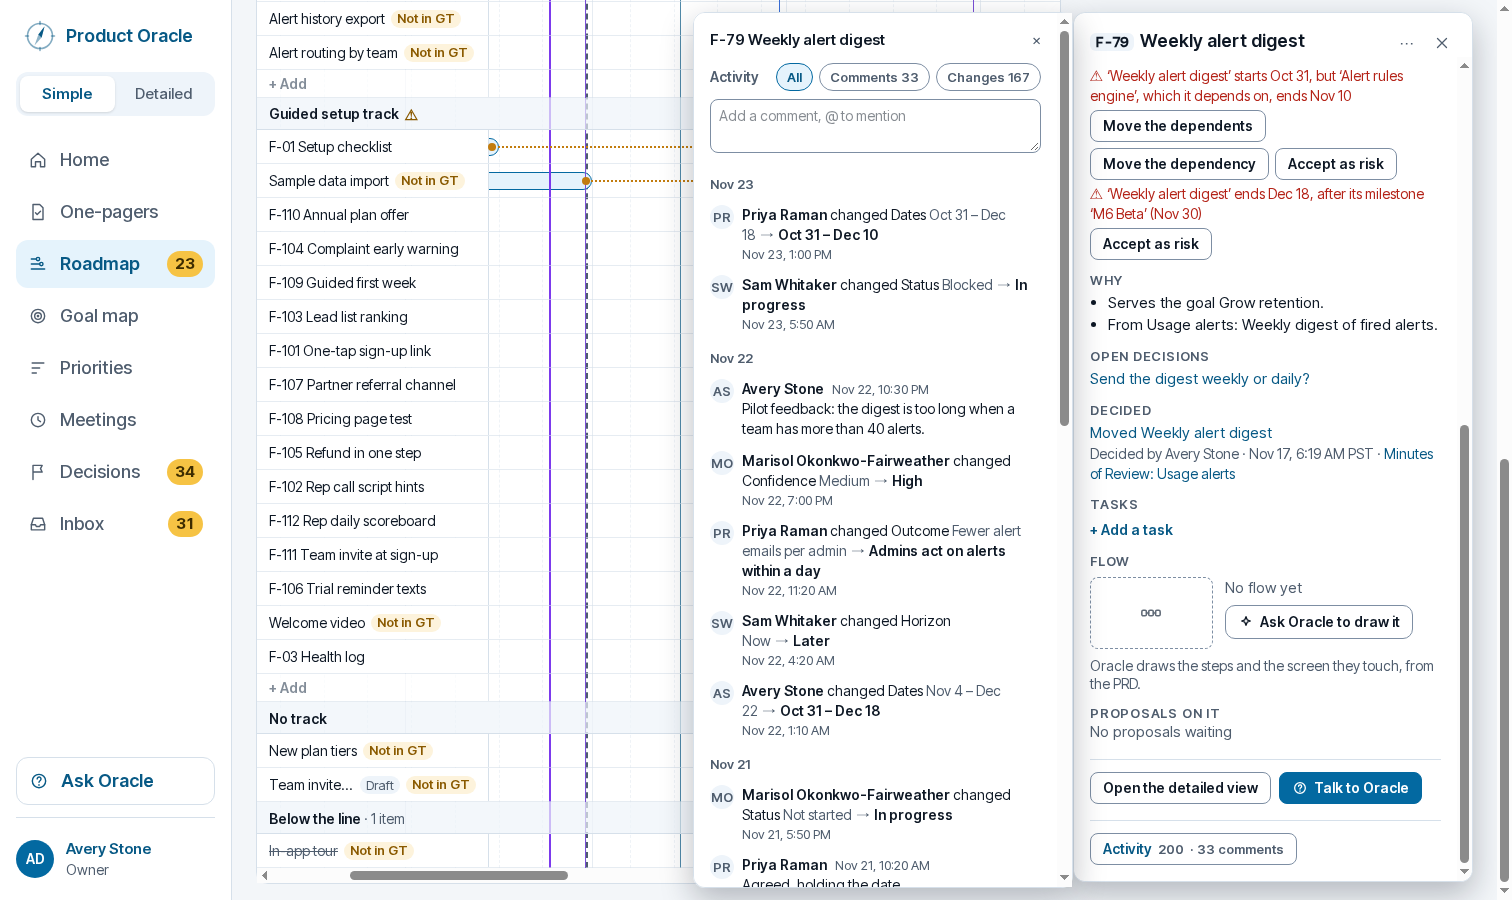 Product Oracle
Simple
Detailed
Home
One-pagers
Roadmap
23
Goal map
Priorities
Meetings
Decisions
34
Inbox
31
Ask Oracle
AD
Avery Stone
Owner
Alert history export
Not in GT
Alert routing by team
Not in GT
+ Add
Guided setup track
F-01 Setup checklist
Sample data import
Not in GT
F-110 Annual plan offer
F-104 Complaint early warning
F-109 Guided first week
F-103 Lead list ranking
F-101 One-tap sign-up link
F-107 Partner referral channel
F-108 Pricing page test
F-105 Refund in one step
F-102 Rep call script hints
F-112 Rep daily scoreboard
F-111 Team invite at sign-up
F-106 Trial reminder texts
Welcome video
Not in GT
F-03 Health log
+ Add
No track
New plan tiers
Not in GT
Team invite...
Draft
Not in GT
Below the line · 1 item
In-app tour
Not in GT
F-79 Weekly alert digest
×
Activity
All
Comments 33
Changes 167
Add a comment, @ to mention
Nov 23
PR
Priya Raman changed Dates Oct 31 – Dec
18 → Oct 31 – Dec 10
Nov 23, 1:00 PM
SW
Sam Whitaker changed Status Blocked → In
progress
Nov 23, 5:50 AM
Nov 22
AS
Avery Stone Nov 22, 10:30 PM
Pilot feedback: the digest is too long when a
team has more than 40 alerts.
MO
Marisol Okonkwo-Fairweather changed
Confidence Medium → High
Nov 22, 7:00 PM
PR
Priya Raman changed Outcome Fewer alert
emails per admin → Admins act on alerts
within a day
Nov 22, 11:20 AM
SW
Sam Whitaker changed Horizon
Now → Later
Nov 22, 4:20 AM
AS
Avery Stone changed Dates Nov 4 – Dec
22 → Oct 31 – Dec 18
Nov 22, 1:10 AM
Nov 21
MO
Marisol Okonkwo-Fairweather changed
Status Not started → In progress
Nov 21, 5:50 PM
PR
Priya Raman Nov 21, 10:20 AM
Agreed, holding the date.
F-79 Weekly alert digest
⚠ ‘Weekly alert digest’ starts Oct 31, but ‘Alert rules
engine’, which it depends on, ends Nov 10
Move the dependents
Move the dependency
Accept as risk
⚠ ‘Weekly alert digest’ ends Dec 18, after its milestone
‘M6 Beta’ (Nov 30)
Accept as risk
WHY
• Serves the goal Grow retention.
• From Usage alerts: Weekly digest of fired alerts.
OPEN DECISIONS
Send the digest weekly or daily?
DECIDED
Moved Weekly alert digest
Decided by Avery Stone · Nov 17, 6:19 AM PST · Minutes
of Review: Usage alerts
TASKS
+ Add a task
FLOW
No flow yet
Ask Oracle to draw it
Oracle draws the steps and the screen they touch, from
the PRD.
PROPOSALS ON IT
No proposals waiting
Open the detailed view
Talk to Oracle
Activity 200 · 33 comments